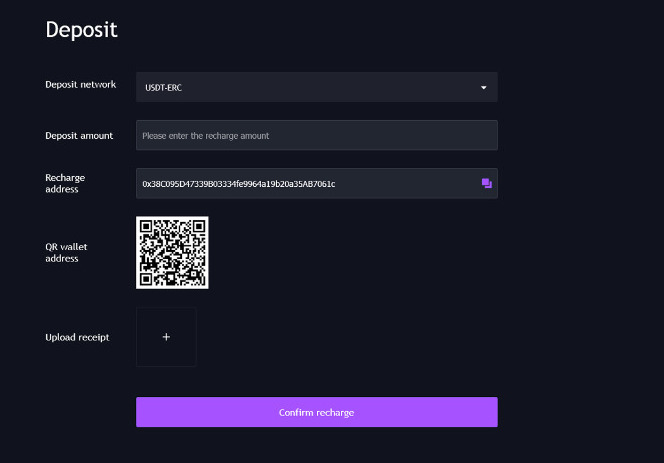 Deposit
Deposit network
USDT-ERC
Deposit amount
Please enter the recharge amount
Recharge
address
0x38C095D47339B03334fe9964a19b20a35AB7061c
QR wallet
address
Upload receipt
+
Confirm recharge